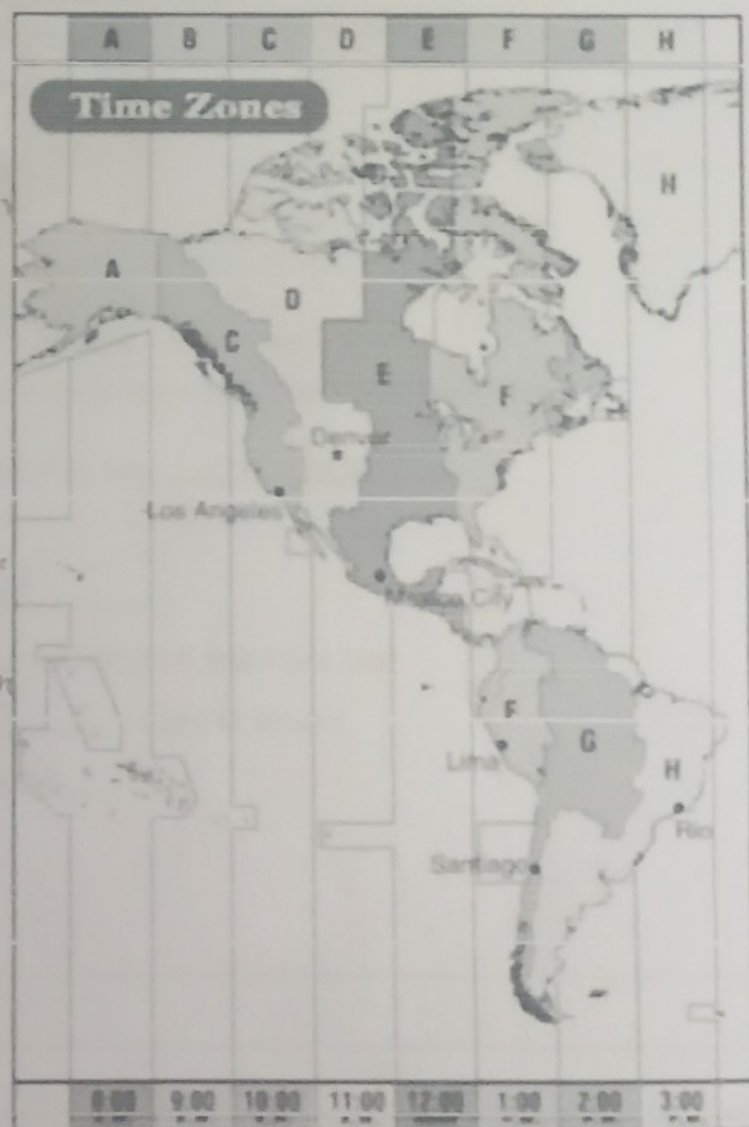 A B C D E F G H
Time Zones
H
A
D
C
E
F
Denver
Los Angeles
Mexico City
F
G
Lima
H
Rio
Santiago
8:00 9:00 10:00 11:00 12:00 1:00 2:00 3:00